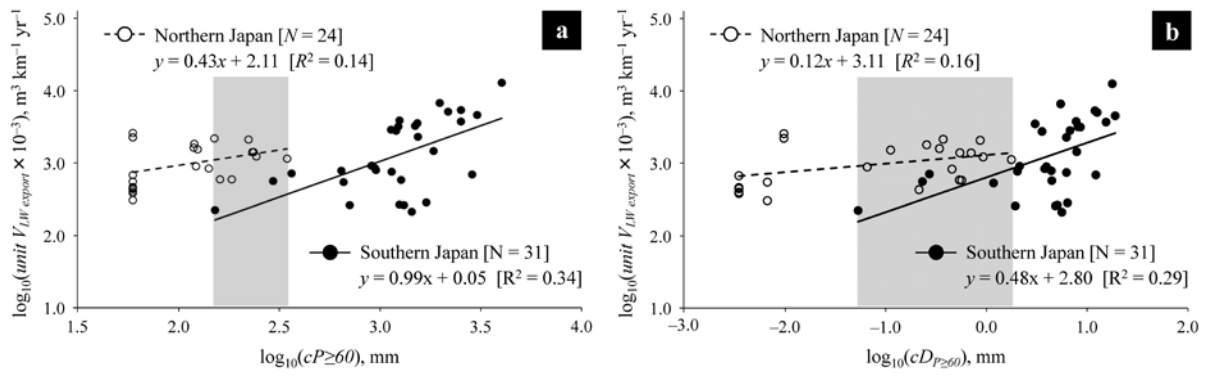 a
Northern Japan [N = 24]
y = 0.43x + 2.11 [R² = 0.14]
Southern Japan [N = 31]
y = 0.99x + 0.05 [R² = 0.34]
log₁₀(unit V_LW export × 10⁻³), m³ km⁻¹ yr⁻¹
5.0
4.0
3.0
2.0
1.0
1.5 2.0 2.5 3.0 3.5 4.0
log₁₀(cP≥60), mm
b
Northern Japan [N = 24]
y = 0.12x + 3.11 [R² = 0.16]
Southern Japan [N = 31]
y = 0.48x + 2.80 [R² = 0.29]
log₁₀(unit V_LW export × 10⁻³), m³ km⁻¹ yr⁻¹
5.0
4.0
3.0
2.0
1.0
−3.0 −2.0 −1.0 0.0 1.0 2.0
log₁₀(cD_P≥60), mm